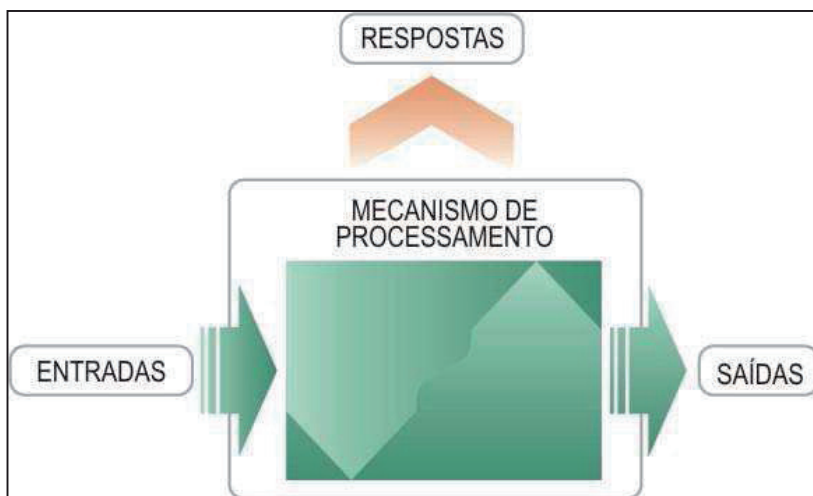 RESPOSTAS
MECANISMO DE
PROCESSAMENTO
ENTRADAS
SAÍDAS